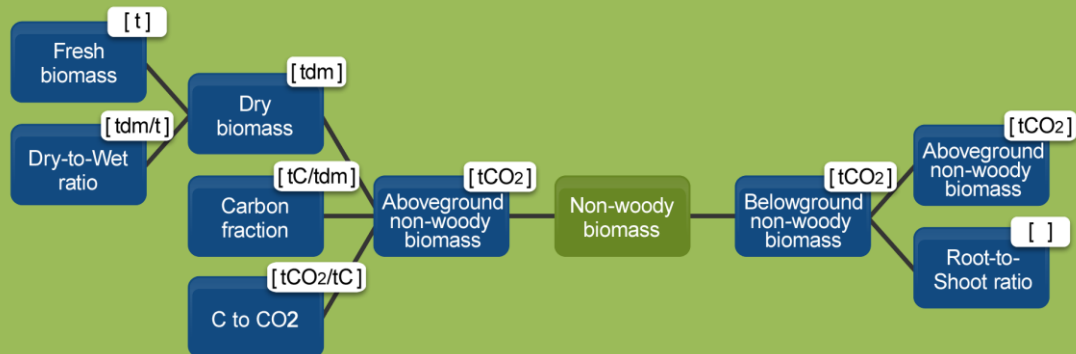 [ t ]
Fresh
biomass
[ tdm/t ]
Dry-to-Wet
ratio
[ tdm ]
Dry
biomass
[ tC/tdm ]
Carbon
fraction
[ tCO2/tC ]
C to CO2
[ tCO2 ]
Aboveground
non-woody
biomass
Non-woody
biomass
[ tCO2 ]
Belowground
non-woody
biomass
[ tCO2 ]
Aboveground
non-woody
biomass
[ ]
Root-to-
Shoot ratio